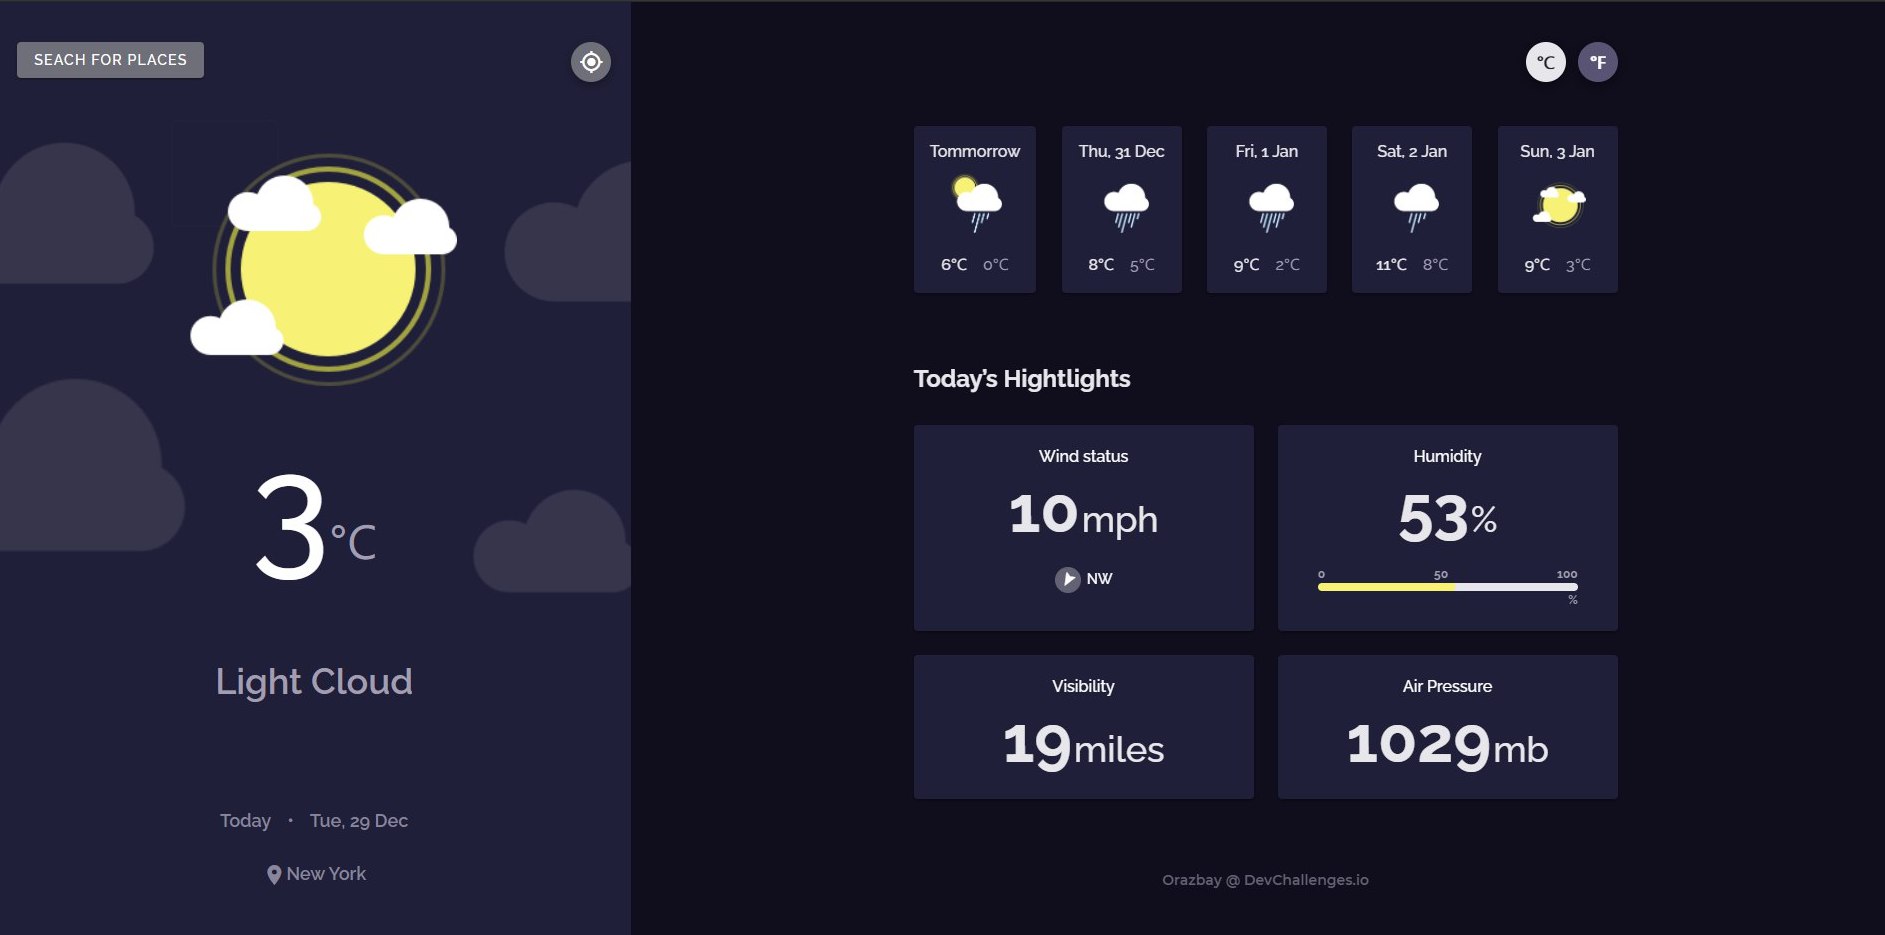 SEACH FOR PLACES
3°C
Light Cloud
Today • Tue, 29 Dec
New York
°C °F
Tommorrow
6°C 0°C
Thu, 31 Dec
8°C 5°C
Fri, 1 Jan
9°C 2°C
Sat, 2 Jan
11°C 8°C
Sun, 3 Jan
9°C 3°C
Today’s Hightlights
Wind status
10mph
NW
Humidity
53%
0 50 100
%
Visibility
19miles
Air Pressure
1029mb
Orazbay @ DevChallenges.io